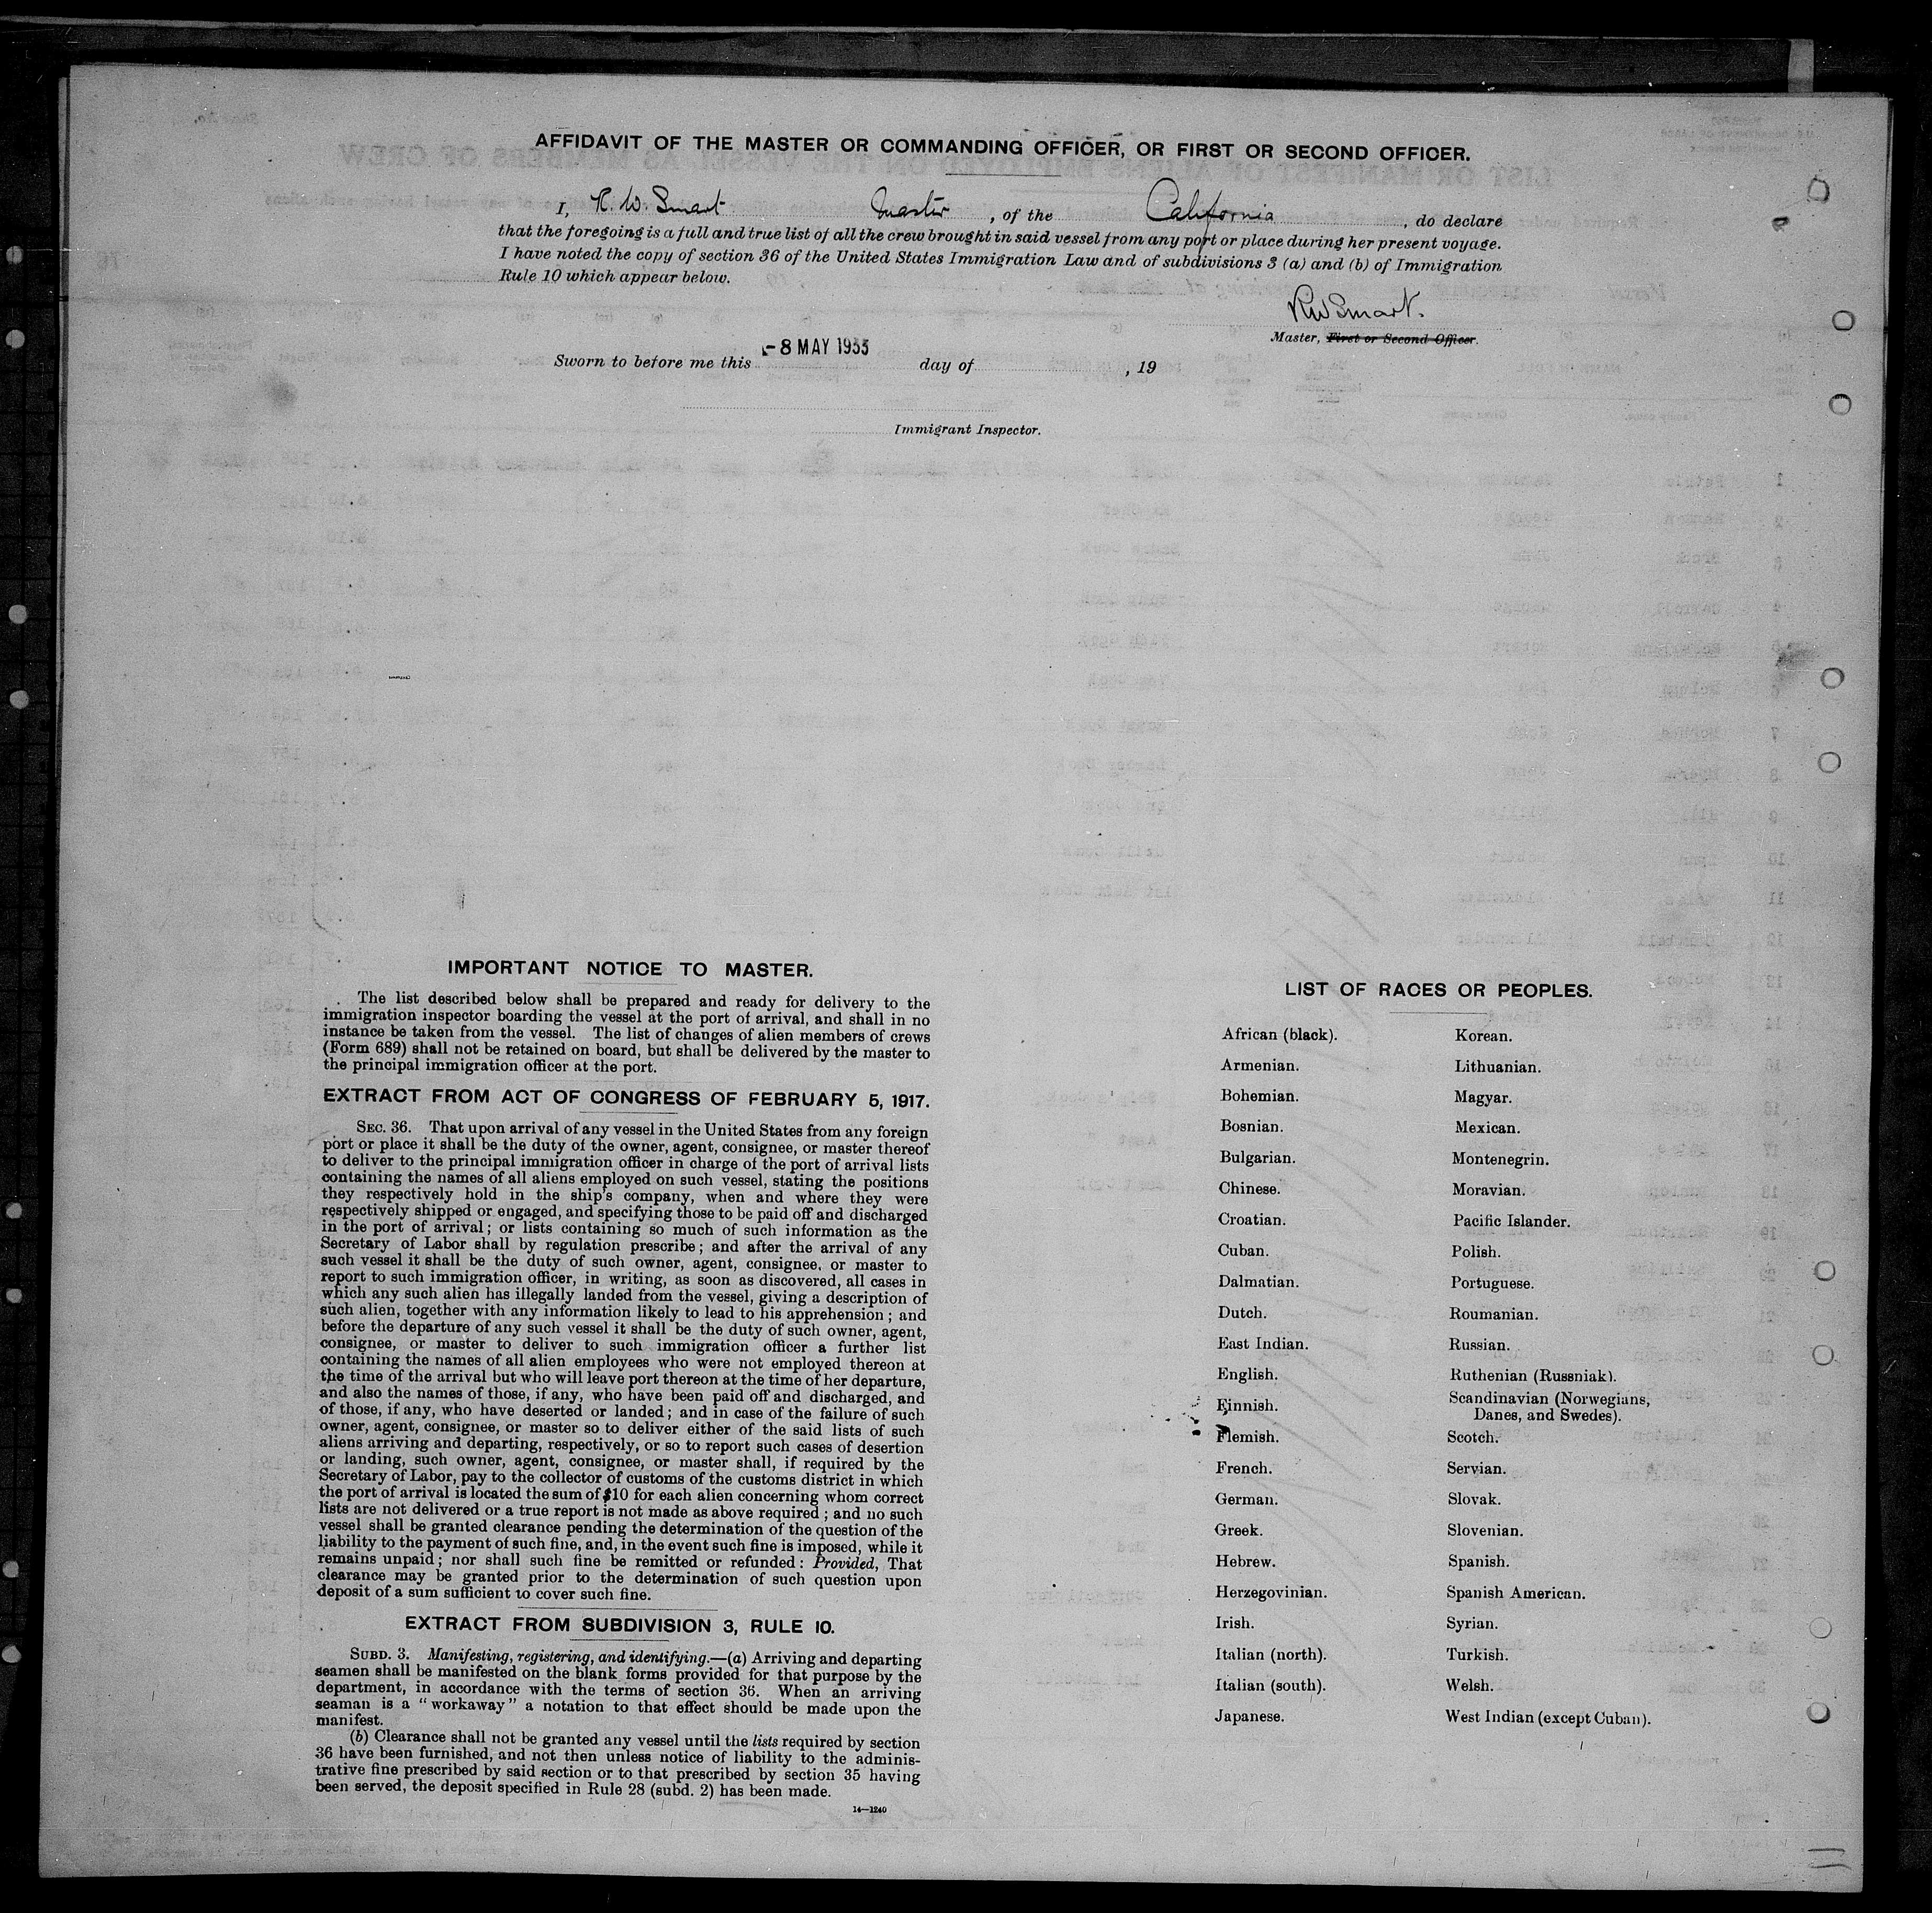 AFFIDAVIT OF THE MASTER OR COMMANDING OFFICER, OR FIRST OR SECOND OFFICER.
I, R. W. Smart Master, of the California, do declare
that the foregoing is a full and true list of all the crew brought in said vessel from any port or place during her present voyage.
I have noted the copy of section 36 of the United States Immigration Law and of subdivisions 3 (a) and (b) of Immigration
Rule 10 which appear below.
RW Smart.
Master, First or Second Officer.
Sworn to before me this -8 MAY 1933 day of , 19
Immigrant Inspector.
IMPORTANT NOTICE TO MASTER.
The list described below shall be prepared and ready for delivery to the
immigration inspector boarding the vessel at the port of arrival, and shall in no
instance be taken from the vessel. The list of changes of alien members of crews
(Form 689) shall not be retained on board, but shall be delivered by the master to
the principal immigration officer at the port.
EXTRACT FROM ACT OF CONGRESS OF FEBRUARY 5, 1917.
SEC. 36. That upon arrival of any vessel in the United States from any foreign
port or place it shall be the duty of the owner, agent, consignee, or master thereof
to deliver to the principal immigration officer in charge of the port of arrival lists
containing the names of all aliens employed on such vessel, stating the positions
they respectively hold in the ship's company, when and where they were
respectively shipped or engaged, and specifying those to be paid off and discharged
in the port of arrival; or lists containing so much of such information as the
Secretary of Labor shall by regulation prescribe; and after the arrival of any
such vessel it shall be the duty of such owner, agent, consignee, or master to
report to such immigration officer, in writing, as soon as discovered, all cases in
which any such alien has illegally landed from the vessel, giving a description of
such alien, together with any information likely to lead to his apprehension; and
before the departure of any such vessel it shall be the duty of such owner, agent,
consignee, or master to deliver to such immigration officer a further list
containing the names of all alien employees who were not employed thereon at
the time of the arrival but who will leave port thereon at the time of her departure,
and also the names of those, if any, who have been paid off and discharged, and
of those, if any, who have deserted or landed; and in case of the failure of such
owner, agent, consignee, or master so to deliver either of the said lists of such
aliens arriving and departing, respectively, or so to report such cases of desertion
or landing, such owner, agent, consignee, or master shall, if required by the
Secretary of Labor, pay to the collector of customs of the customs district in which
the port of arrival is located the sum of $10 for each alien concerning whom correct
lists are not delivered or a true report is not made as above required; and no such
vessel shall be granted clearance pending the determination of the question of the
liability to the payment of such fine, and, in the event such fine is imposed, while it
remains unpaid; nor shall such fine be remitted or refunded: Provided, That
clearance may be granted prior to the determination of such question upon
deposit of a sum sufficient to cover such fine.
EXTRACT FROM SUBDIVISION 3, RULE 10.
SUBD. 3. Manifesting, registering, and identifying.—(a) Arriving and departing
seamen shall be manifested on the blank forms provided for that purpose by the
department, in accordance with the terms of section 36. When an arriving
seaman is a "workaway" a notation to that effect should be made upon the
manifest.
(b) Clearance shall not be granted any vessel until the lists required by section
36 have been furnished, and not then unless notice of liability to the adminis-
trative fine prescribed by said section or to that prescribed by section 35 having
been served, the deposit specified in Rule 28 (subd. 2) has been made.
14—1240
LIST OF RACES OR PEOPLES.
African (black).
Armenian.
Bohemian.
Bosnian.
Bulgarian.
Chinese.
Croatian.
Cuban.
Dalmatian.
Dutch.
East Indian.
English.
Finnish.
Flemish.
French.
German.
Greek.
Hebrew.
Herzegovinian.
Irish.
Italian (north).
Italian (south).
Japanese.
Korean.
Lithuanian.
Magyar.
Mexican.
Montenegrin.
Moravian.
Pacific Islander.
Polish.
Portuguese.
Roumanian.
Russian.
Ruthenian (Russniak).
Scandinavian (Norwegians,
Danes, and Swedes).
Scotch.
Servian.
Slovak.
Slovenian.
Spanish.
Spanish American.
Syrian.
Turkish.
Welsh.
West Indian (except Cuban).